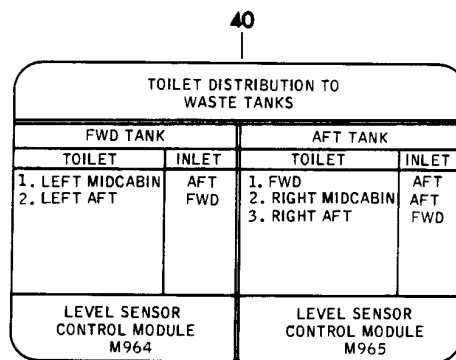 40
TOILET DISTRIBUTION TO
WASTE TANKS
FWD TANK AFT TANK
TOILET INLET TOILET INLET
1. LEFT MIDCABIN AFT 1. FWD AFT
2. LEFT AFT FWD 2. RIGHT MIDCABIN AFT
3. RIGHT AFT FWD
LEVEL SENSOR LEVEL SENSOR
CONTROL MODULE CONTROL MODULE
M964 M965